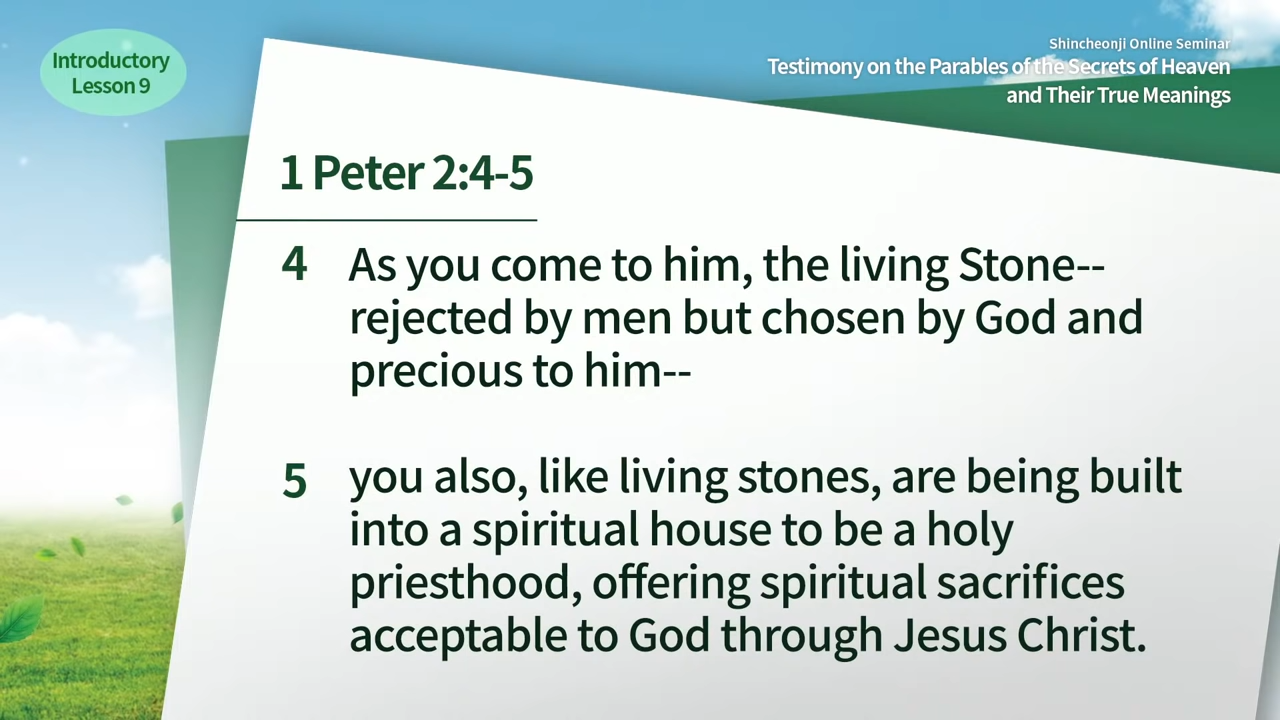 Introductory
Lesson 9
Shincheonji Online Seminar
Testimony on the Parables of the Secrets of Heaven
and Their True Meanings
1 Peter 2:4-5
4 As you come to him, the living Stone--
rejected by men but chosen by God and
precious to him--
5 you also, like living stones, are being built
into a spiritual house to be a holy
priesthood, offering spiritual sacrifices
acceptable to God through Jesus Christ.